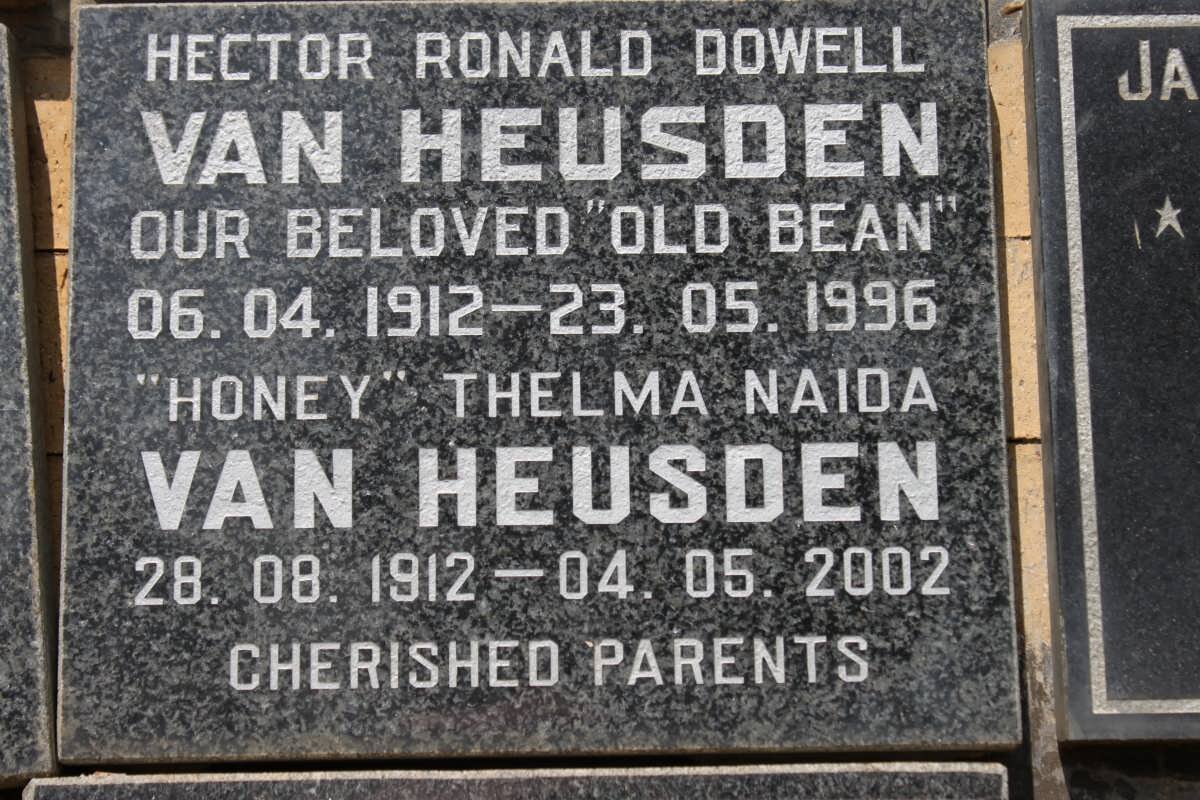 HECTOR RONALD DOWELL
VAN HEUSDEN
OUR BELOVED "OLD BEAN"
06. 04. 1912—23. 05. 1996
"HONEY" THELMA NAIDA
VAN HEUSDEN
28. 08. 1912—04. 05. 2002
CHERISHED PARENTS